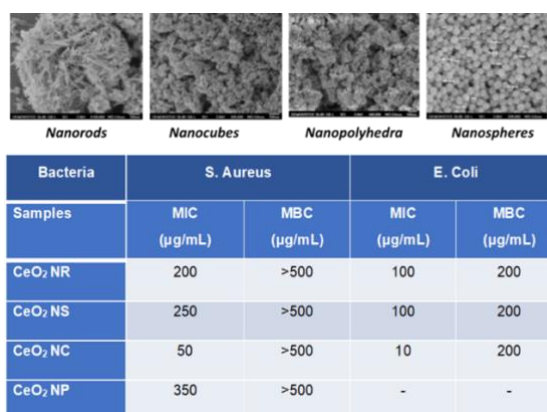 Nanorods Nanocubes Nanopolyhedra Nanospheres
Bacteria S. Aureus E. Coli
Samples MIC (µg/mL) MBC (µg/mL) MIC (µg/mL) MBC (µg/mL)
CeO₂ NR 200 >500 100 200
CeO₂ NS 250 >500 100 200
CeO₂ NC 50 >500 10 200
CeO₂ NP 350 >500 - -